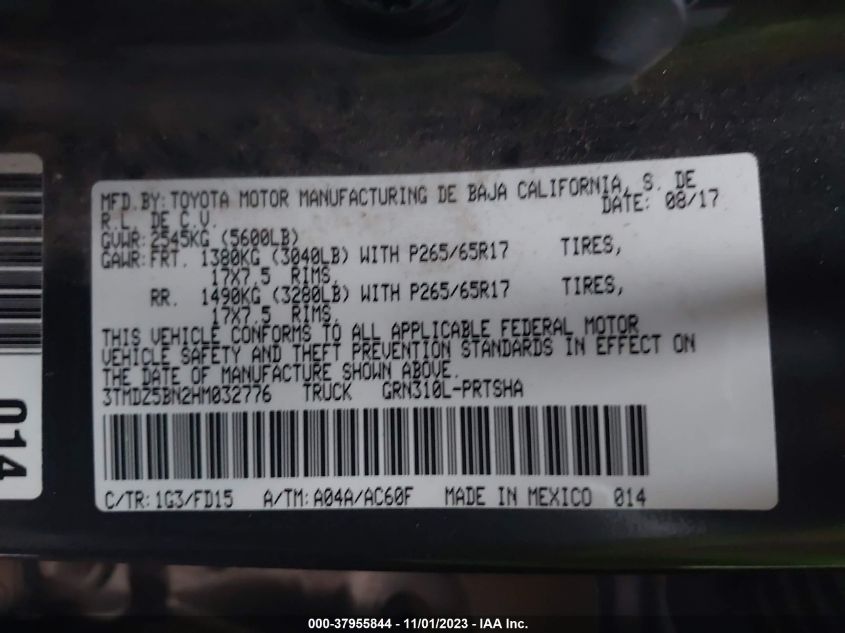 MFD.BY: TOYOTA MOTOR MANUFACTURING DE BAJA CALIFORNIA, S. DE
R.L. DE C.V. DATE: 08/17
GVWR: 2545KG (5600LB)
GAWR: FRT. 1380KG (3040LB) WITH P265/65R17 TIRES,
17X7.5 RIMS,
RR. 1490KG (3280LB) WITH P265/65R17 TIRES,
17X7.5 RIMS,
THIS VEHICLE CONFORMS TO ALL APPLICABLE FEDERAL MOTOR
VEHICLE SAFETY AND THEFT PREVENTION STANDARDS IN EFFECT ON
THE DATE OF MANUFACTURE SHOWN ABOVE.
3TMDZ5BN2HM032776 TRUCK GRN310L-PRTSHA
C/TR: 1G3/FD15 A/TM: A04A/AC60F MADE IN MEXICO 014
014
000-37955844 - 11/01/2023 - IAA Inc.